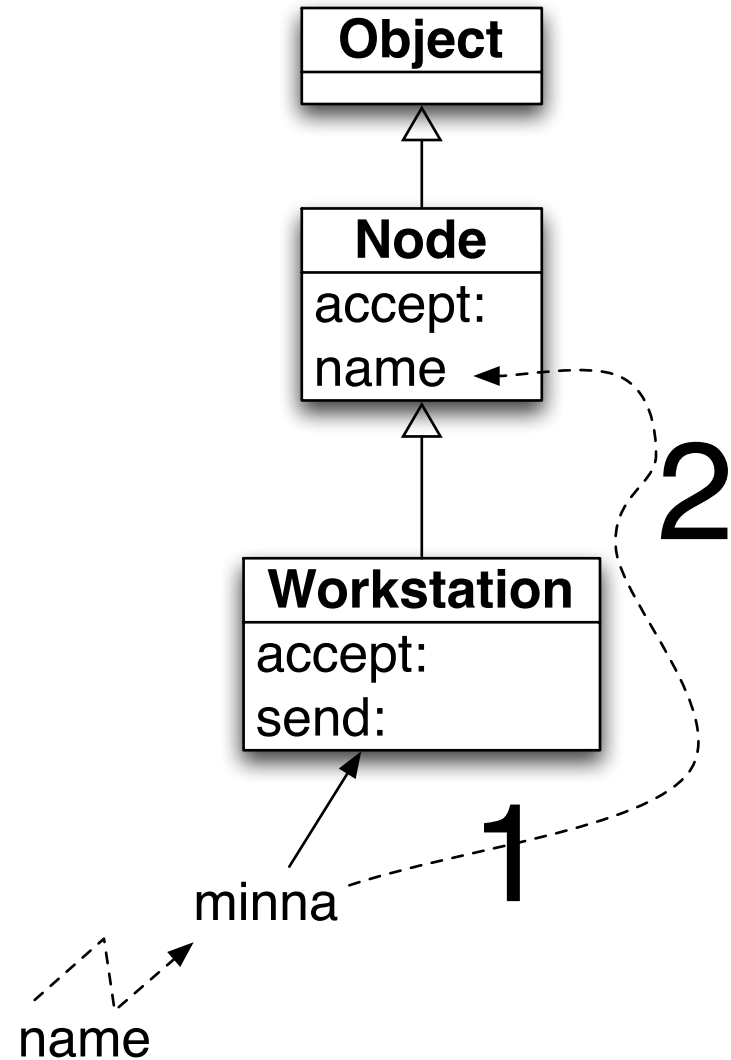 Object
Node
accept:
name
2
Workstation
accept:
send:
1
minna
name